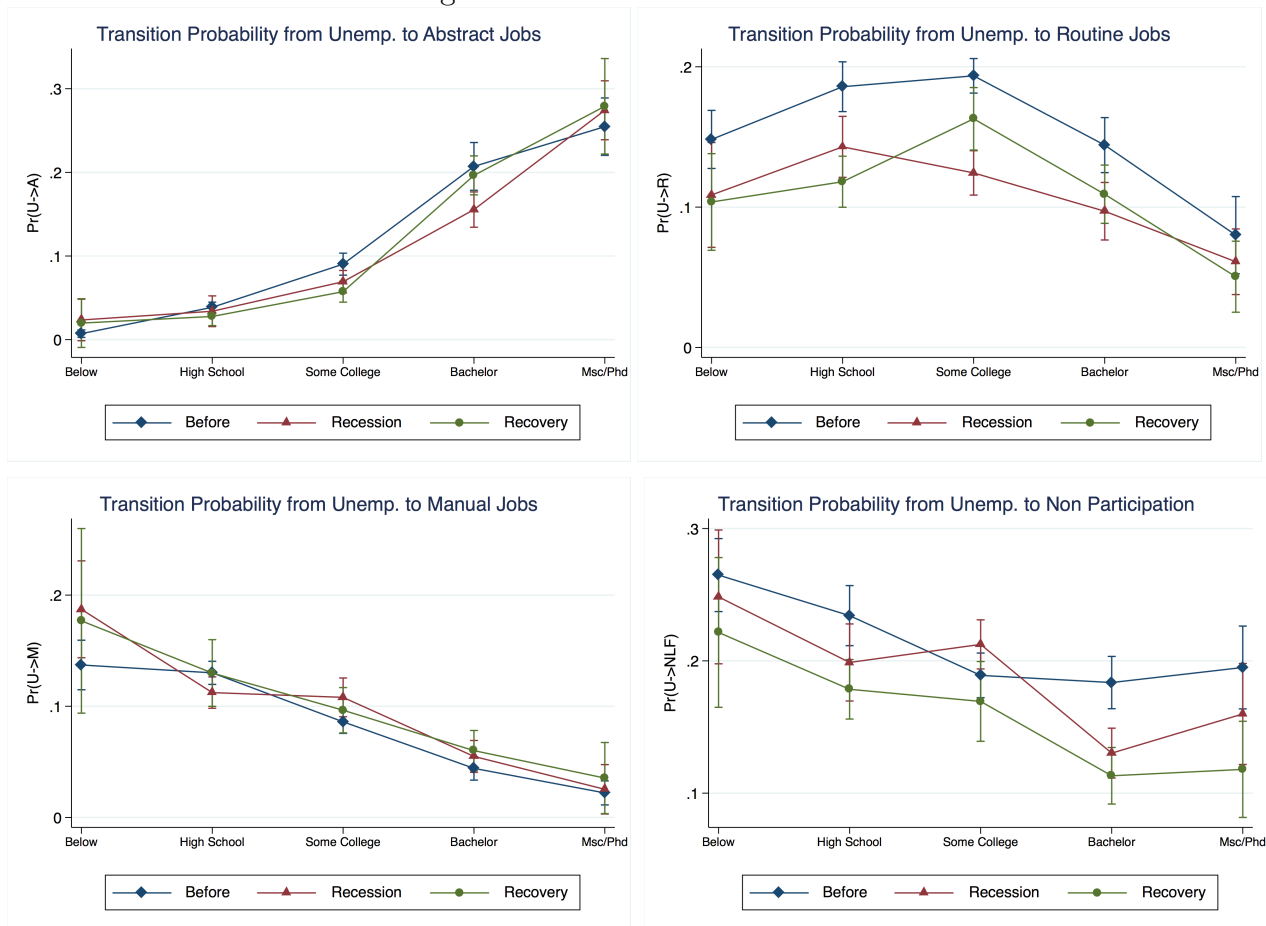 Transition Probability from Unemp. to Abstract Jobs
Pr(U->A)
.3
.2
.1
0
Below High School Some College Bachelor Msc/Phd
Before Recession Recovery
Transition Probability from Unemp. to Routine Jobs
Pr(U->R)
.2
.1
0
Below High School Some College Bachelor Msc/Phd
Before Recession Recovery
Transition Probability from Unemp. to Manual Jobs
Pr(U->M)
.2
.1
0
Below High School Some College Bachelor Msc/Phd
Before Recession Recovery
Transition Probability from Unemp. to Non Participation
Pr(U->NLF)
.3
.2
.1
Below High School Some College Bachelor Msc/Phd
Before Recession Recovery